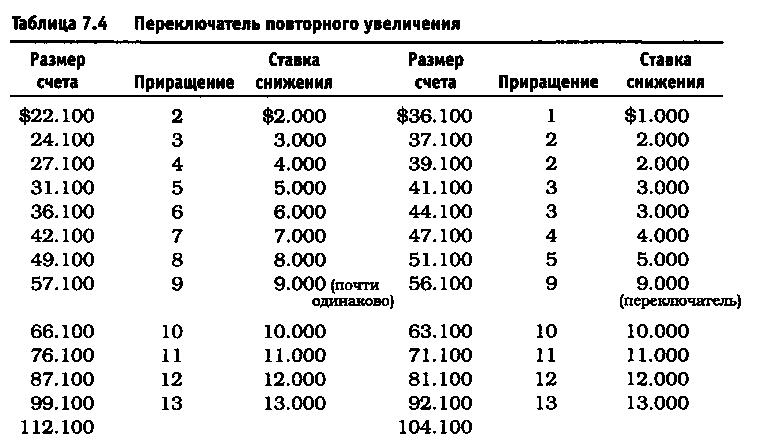 Таблица 7.4 Переключатель повторного увеличения
Размер Ставка Размер Ставка
счета Приращение снижения счета Приращение снижения
$22.100 2 $2.000 $36.100 1 $1.000
24.100 3 3.000 37.100 2 2.000
27.100 4 4.000 39.100 2 2.000
31.100 5 5.000 41.100 3 3.000
36.100 6 6.000 44.100 3 3.000
42.100 7 7.000 47.100 4 4.000
49.100 8 8.000 51.100 5 5.000
57.100 9 9.000 (почти 56.100 9 9.000
одинаково) (переключатель)
66.100 10 10.000 63.100 10 10.000
76.100 11 11.000 71.100 11 11.000
87.100 12 12.000 81.100 12 12.000
99.100 13 13.000 92.100 13 13.000
112.100 104.100